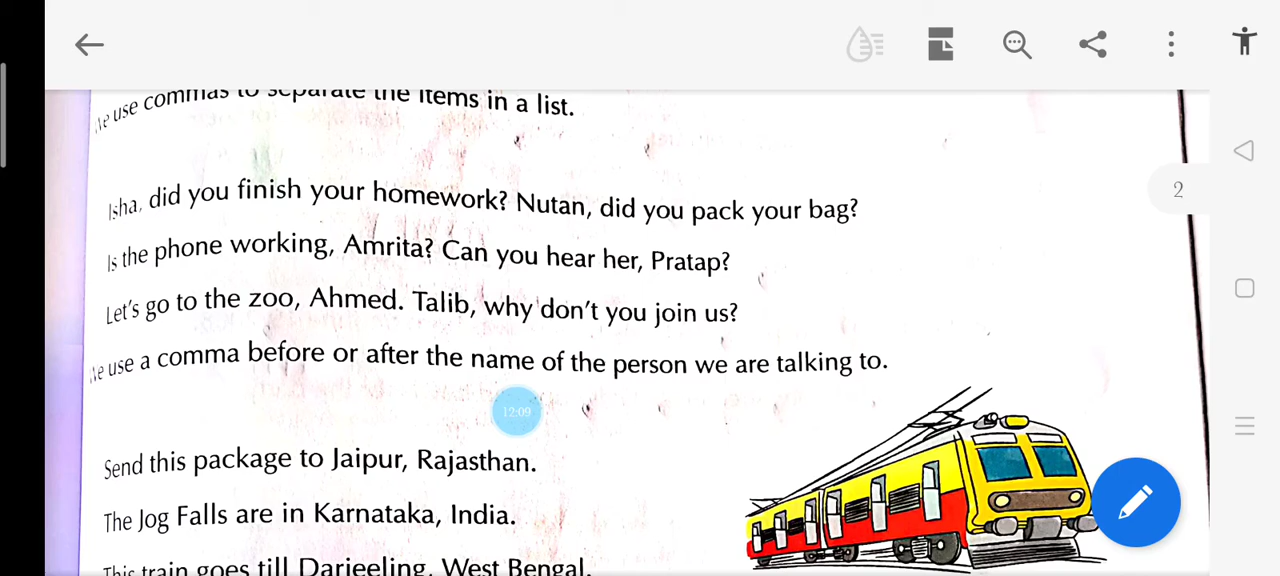 use commas to separate the items in a list.
2
Isha, did you finish your homework? Nutan, did you pack your bag?
Is the phone working, Amrita? Can you hear her, Pratap?
Let's go to the zoo, Ahmed. Talib, why don't you join us?
use a comma before or after the name of the person we are talking to.
12:09
Send this package to Jaipur, Rajasthan.
The Jog Falls are in Karnataka, India.
This train goes till Darjeeling, West Bengal.